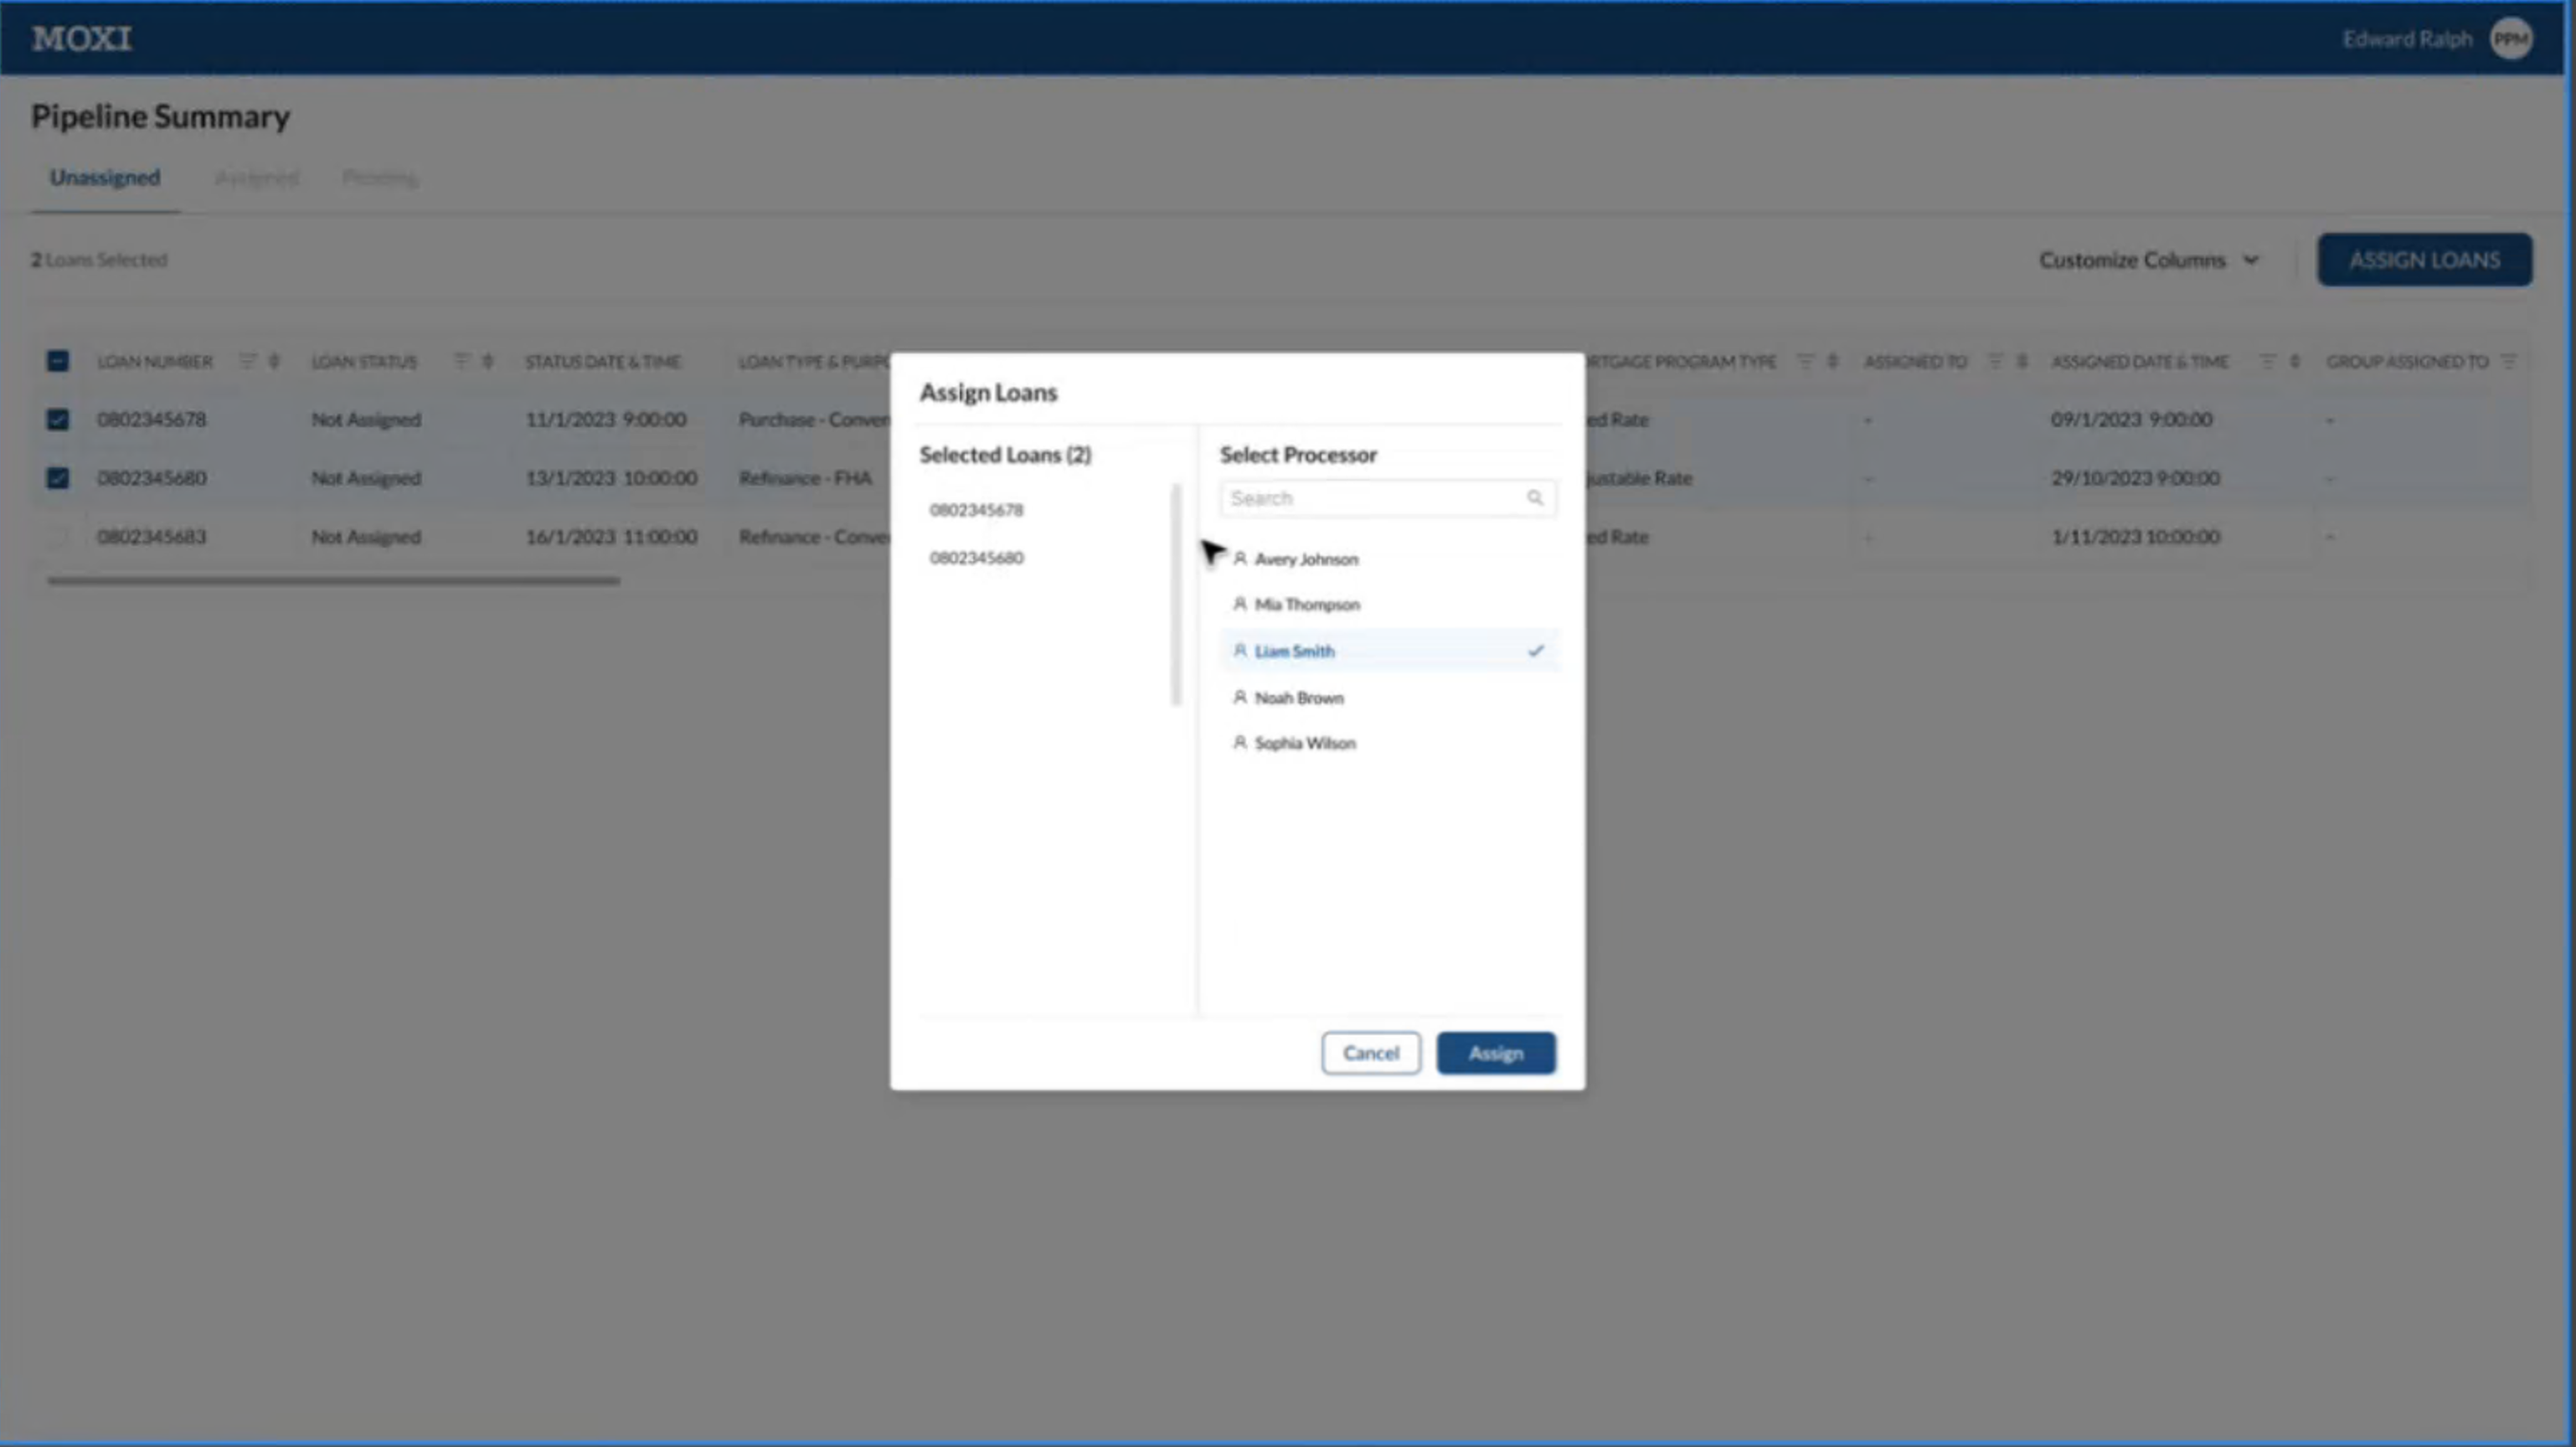 MOXI
Edward Ralph PPM
Pipeline Summary
Unassigned Assigned Pending
2 Loans Selected
Customize Columns
ASSIGN LOANS
LOAN NUMBER LOAN STATUS STATUS DATE & TIME LOAN TYPE & PURPO RTGAGE PROGRAM TYPE ASSIGNED TO ASSIGNED DATE & TIME GROUP ASSIGNED TO
0802345678 Not Assigned 11/1/2023 9:00:00 Purchase - Conven ed Rate - 09/1/2023 9:00:00 -
0802345680 Not Assigned 13/1/2023 10:00:00 Refinance - FHA justable Rate - 29/10/2023 9:00:00 -
0802345683 Not Assigned 16/1/2023 11:00:00 Refinance - Conve ed Rate - 1/11/2023 10:00:00 -
Assign Loans
Selected Loans (2)
0802345678
0802345680
Select Processor
Search
Avery Johnson
Mia Thompson
Liam Smith
Noah Brown
Sophia Wilson
Cancel
Assign